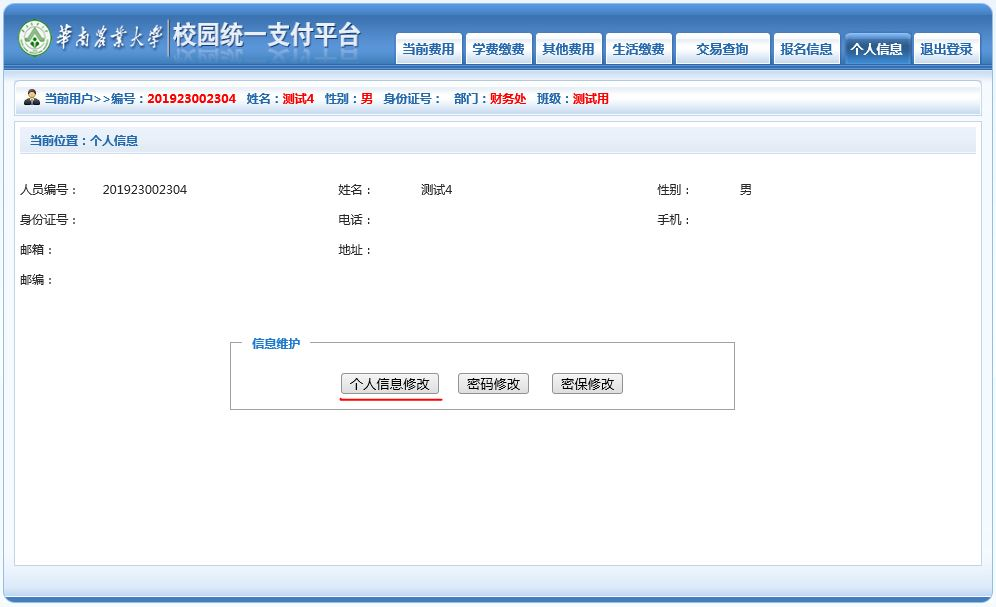 華南农業大学 校园统一支付平台
当前费用 学费缴费 其他费用 生活缴费 交易查询 报名信息 个人信息 退出登录
当前用户>>编号：201923002304 姓名：测试4 性别：男 身份证号： 部门：财务处 班级：测试用
当前位置：个人信息
人员编号： 201923002304 姓名： 测试4 性别： 男
身份证号： 电话： 手机：
邮箱： 地址：
邮编：
信息维护
个人信息修改 密码修改 密保修改